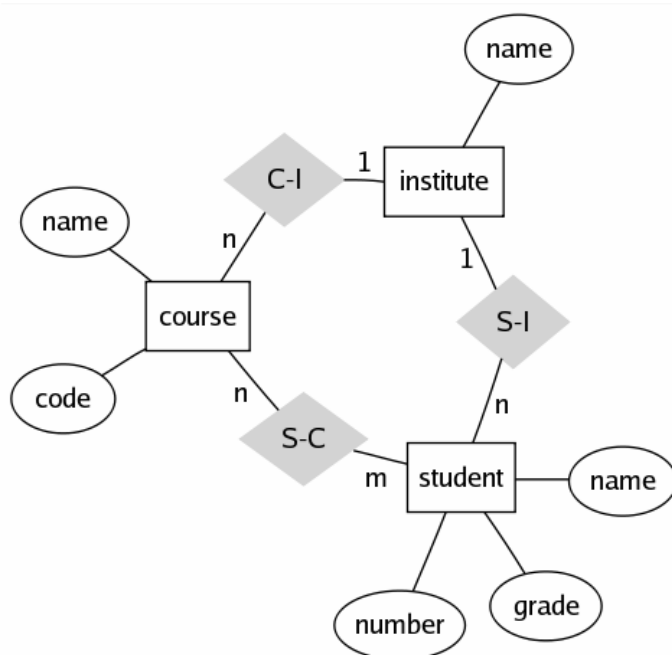 name
C-I
1
institute
name
n
1
course
S-I
code
n
n
S-C
m
student
name
number
grade